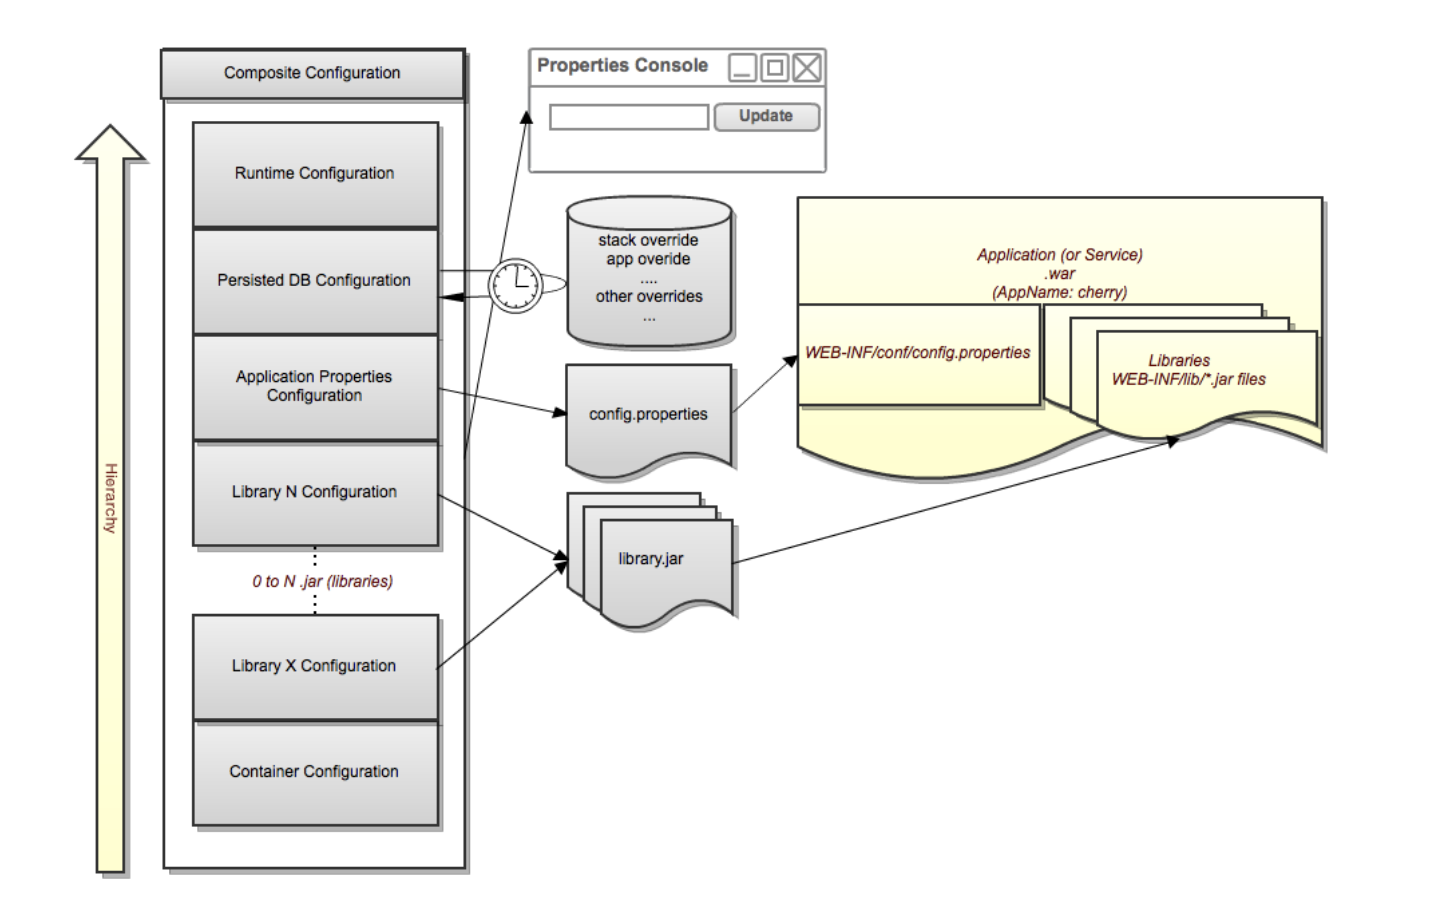 Composite Configuration
Runtime Configuration
Persisted DB Configuration
Application Properties
Configuration
Library N Configuration
0 to N .jar (libraries)
Library X Configuration
Container Configuration
Hierarchy
Properties Console
Update
stack override
app overide
....
other overrides
...
config.properties
library.jar
Application (or Service)
.war
(AppName: cherry)
WEB-INF/conf/config.properties
Libraries
WEB-INF/lib/*.jar files